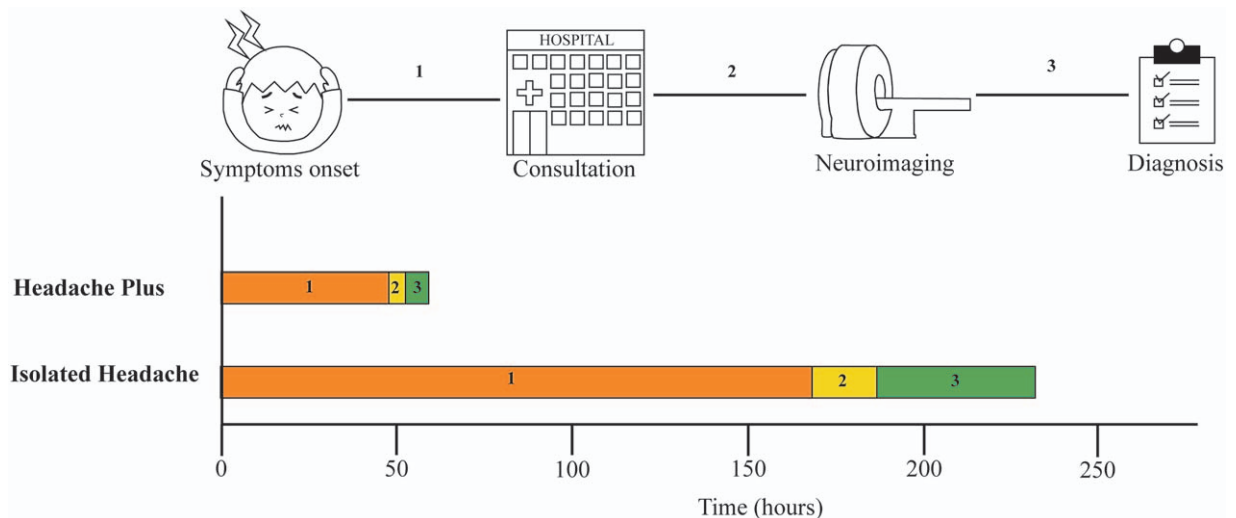 HOSPITAL
1
2
3
Symptoms onset
Consultation
Neuroimaging
Diagnosis
Headache Plus
1
2
3
Isolated Headache
1
2
3
0
50
100
150
200
250
Time (hours)